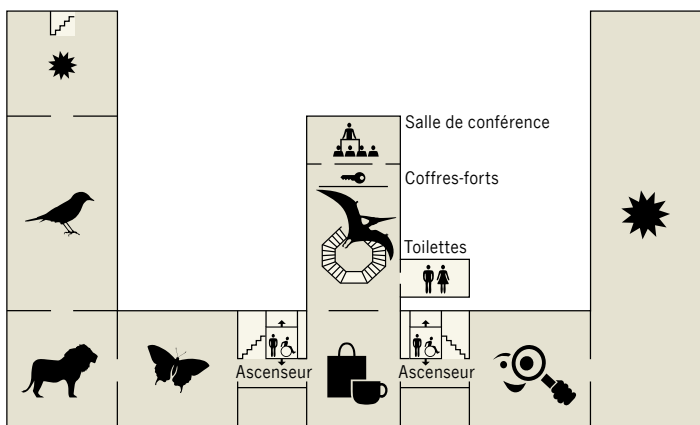 Salle de conférence
Coffres-forts
Toilettes
Ascenseur
Ascenseur